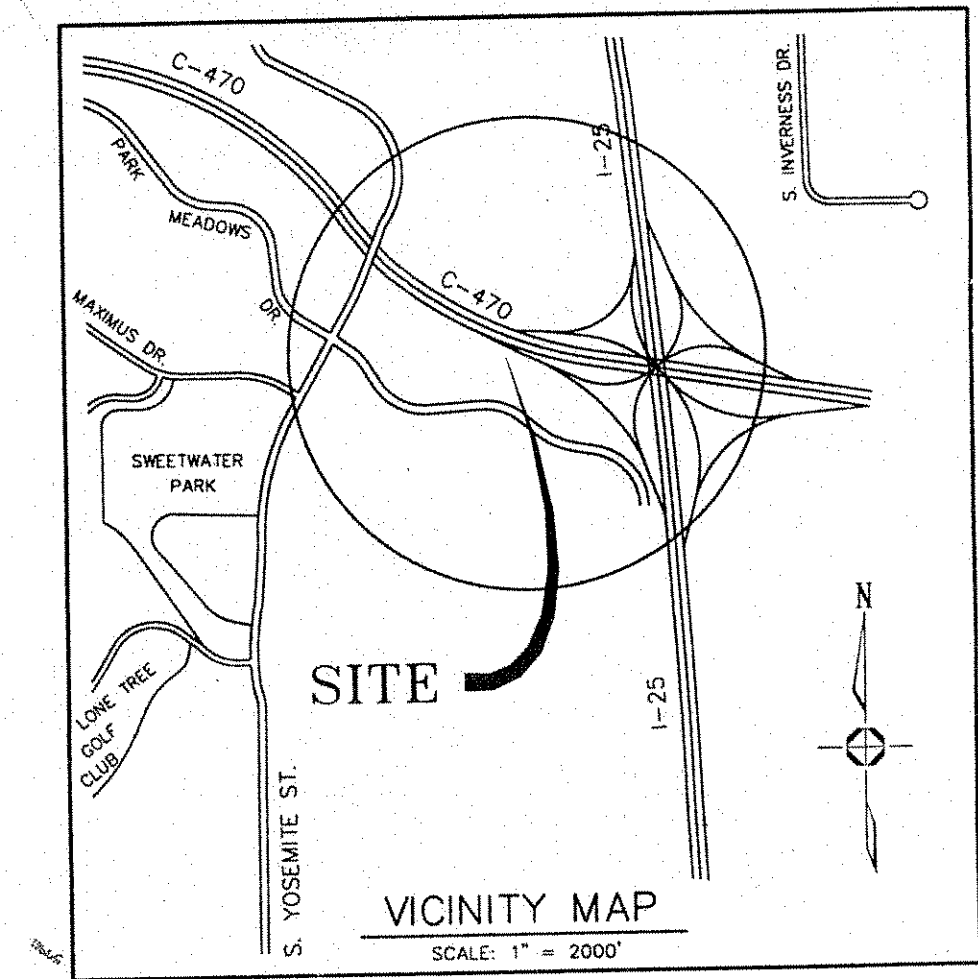 C-470
I-25
S. INVERNESS DR.
PARK
MEADOWS
DR.
C-470
MAXIMUS DR.
SWEETWATER
PARK
LONE TREE
GOLF
CLUB
SITE
N
I-25
S. YOSEMITE ST.
VICINITY MAP
SCALE: 1" = 2000'